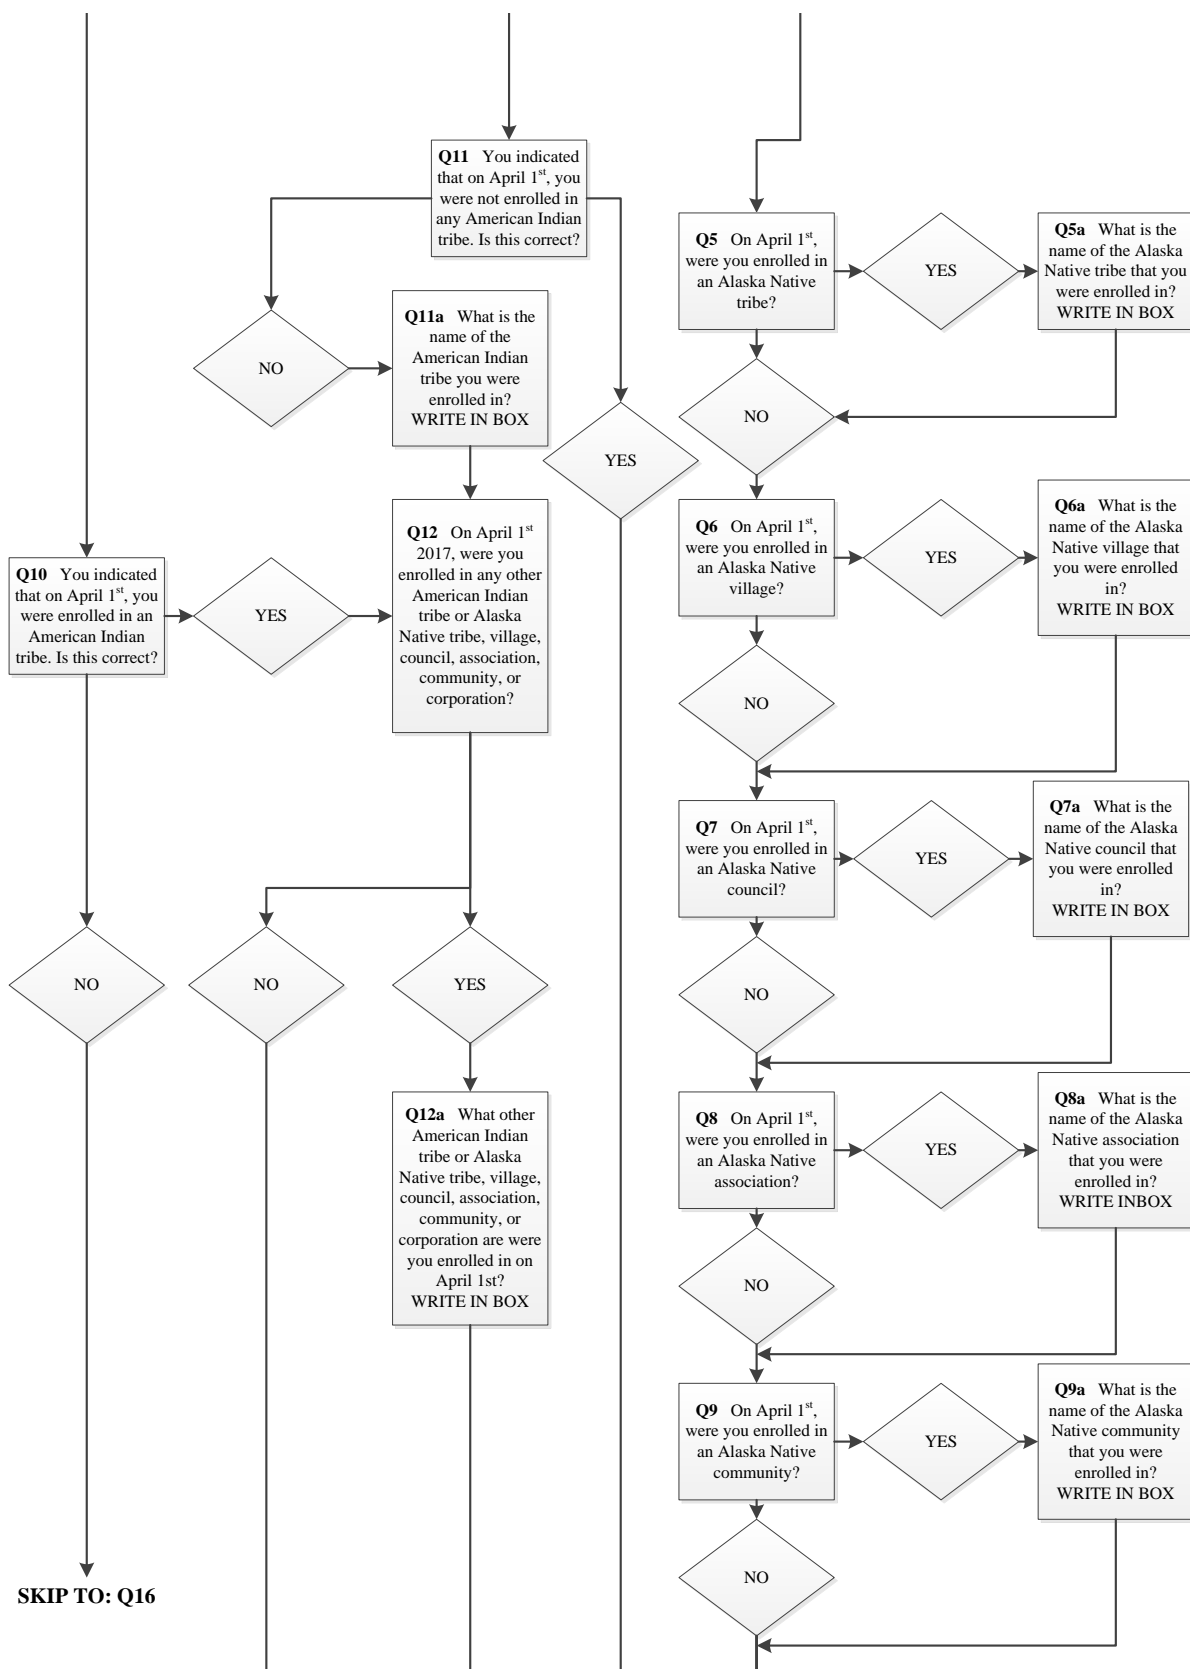 Q11 You indicated
that on April 1st, you
were not enrolled in
any American Indian
tribe. Is this correct?
NO
Q11a What is the
name of the
American Indian
tribe you were
enrolled in?
WRITE IN BOX
YES
Q10 You indicated
that on April 1st, you
were enrolled in an
American Indian
tribe. Is this correct?
YES
Q12 On April 1st
2017, were you
enrolled in any other
American Indian
tribe or Alaska
Native tribe, village,
council, association,
community, or
corporation?
NO
NO
YES
Q12a What other
American Indian
tribe or Alaska
Native tribe, village,
council, association,
community, or
corporation are were
you enrolled in on
April 1st?
WRITE IN BOX
SKIP TO: Q16
Q5 On April 1st,
were you enrolled in
an Alaska Native
tribe?
YES
Q5a What is the
name of the Alaska
Native tribe that you
were enrolled in?
WRITE IN BOX
NO
Q6 On April 1st,
were you enrolled in
an Alaska Native
village?
YES
Q6a What is the
name of the Alaska
Native village that
you were enrolled
in?
WRITE IN BOX
NO
Q7 On April 1st,
were you enrolled in
an Alaska Native
council?
YES
Q7a What is the
name of the Alaska
Native council that
you were enrolled
in?
WRITE IN BOX
NO
Q8 On April 1st,
were you enrolled in
an Alaska Native
association?
YES
Q8a What is the
name of the Alaska
Native association
that you were
enrolled in?
WRITE INBOX
NO
Q9 On April 1st,
were you enrolled in
an Alaska Native
community?
YES
Q9a What is the
name of the Alaska
Native community
that you were
enrolled in?
WRITE IN BOX
NO